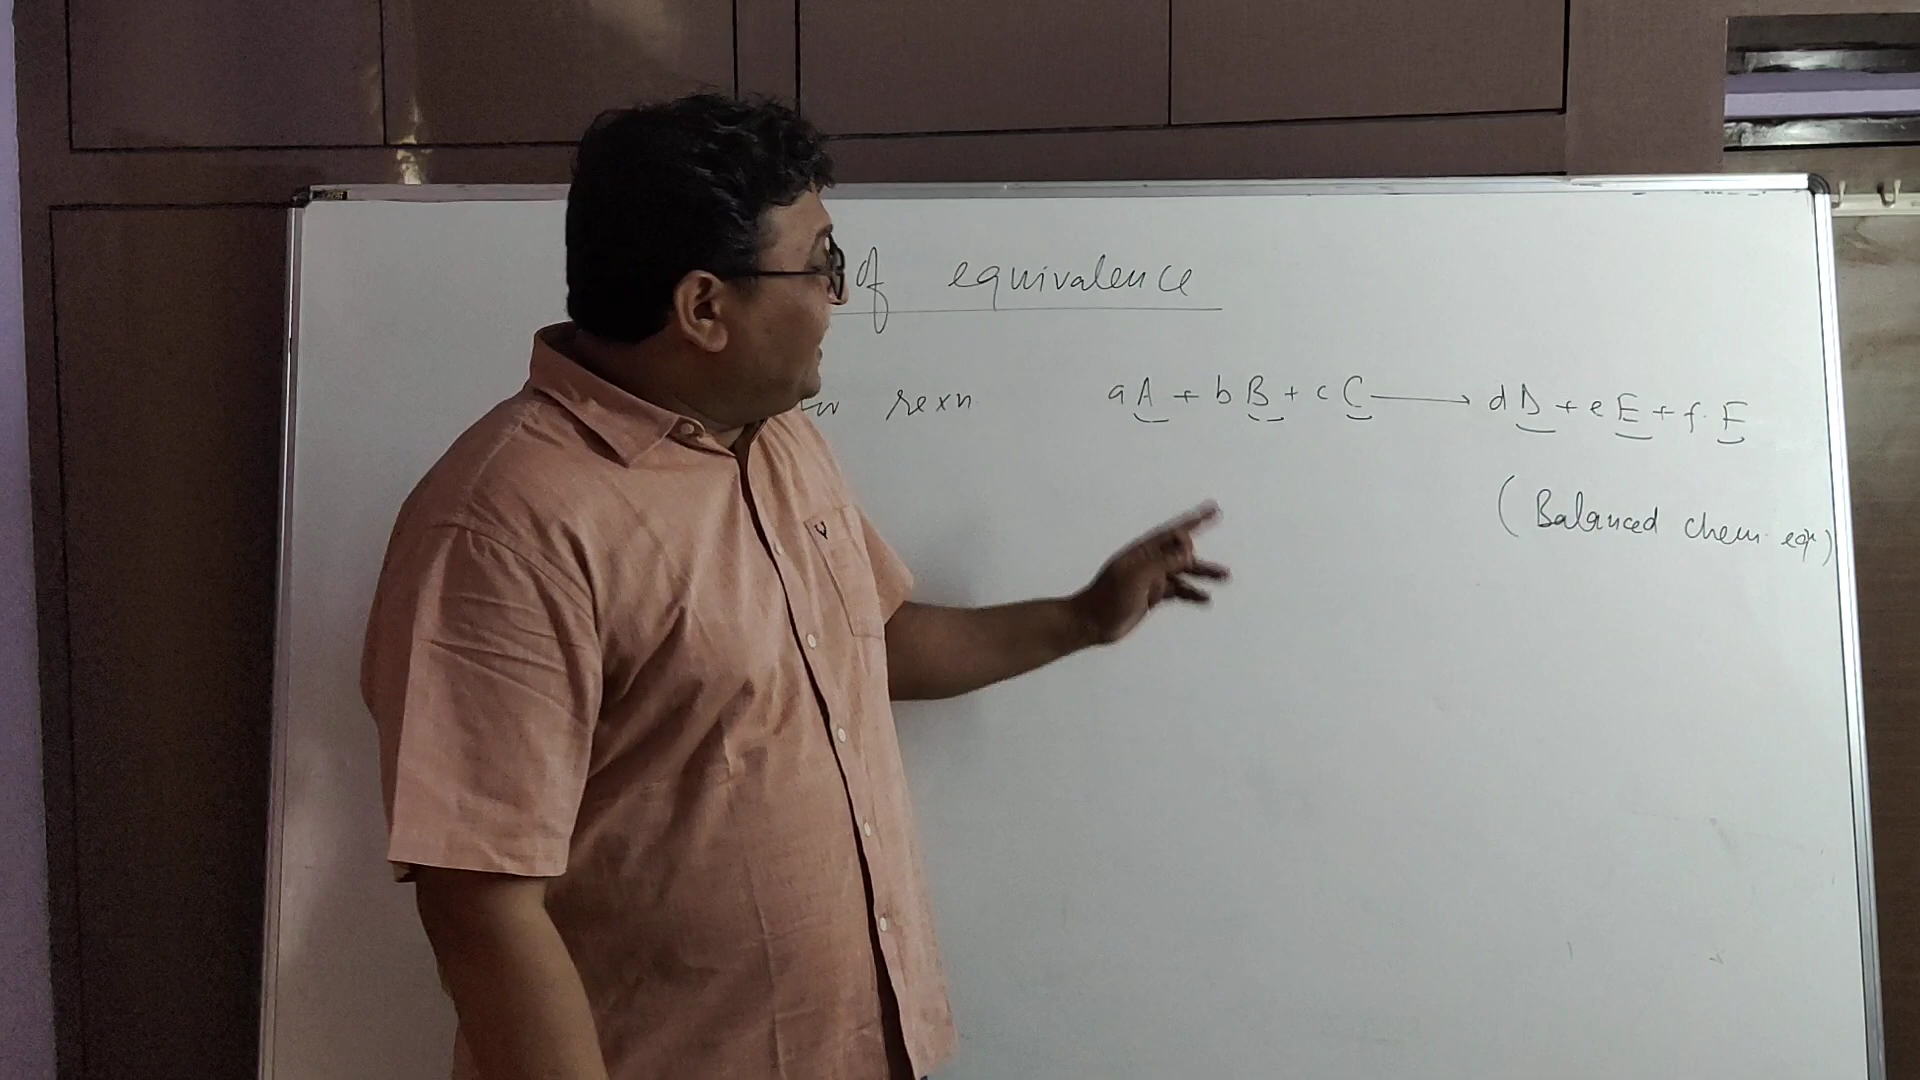 of equivalence
rexn aA + bB + cC → dD + eE + f.F
(Balanced chem. eqn)